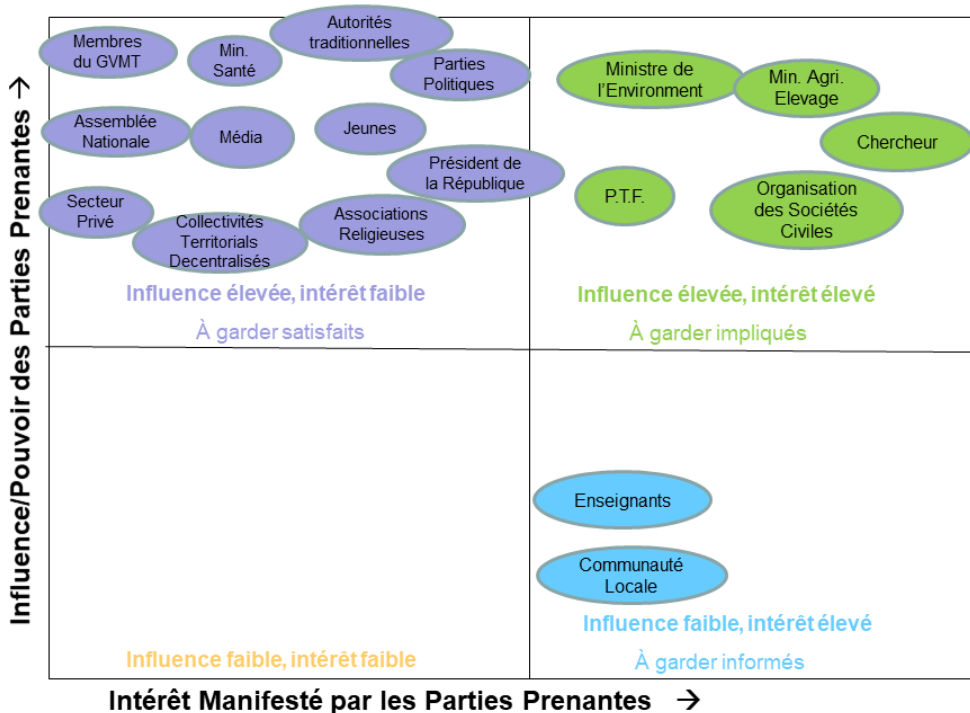 Influence/Pouvoir des Parties Prenantes →
Membres
du GVMT
Min.
Santé
Autorités
traditionnelles
Parties
Politiques
Assemblée
Nationale
Média
Jeunes
Président de
la République
Secteur
Privé
Collectivités
Territorials
Decentralisés
Associations
Religieuses
Influence élevée, intérêt faible
À garder satisfaits
Ministre de
l’Environment
Min. Agri.
Elevage
Chercheur
P.T.F.
Organisation
des Sociétés
Civiles
Influence élevée, intérêt élevé
À garder impliqués
Influence faible, intérêt faible
Enseignants
Communauté
Locale
Influence faible, intérêt élevé
À garder informés
Intérêt Manifesté par les Parties Prenantes →